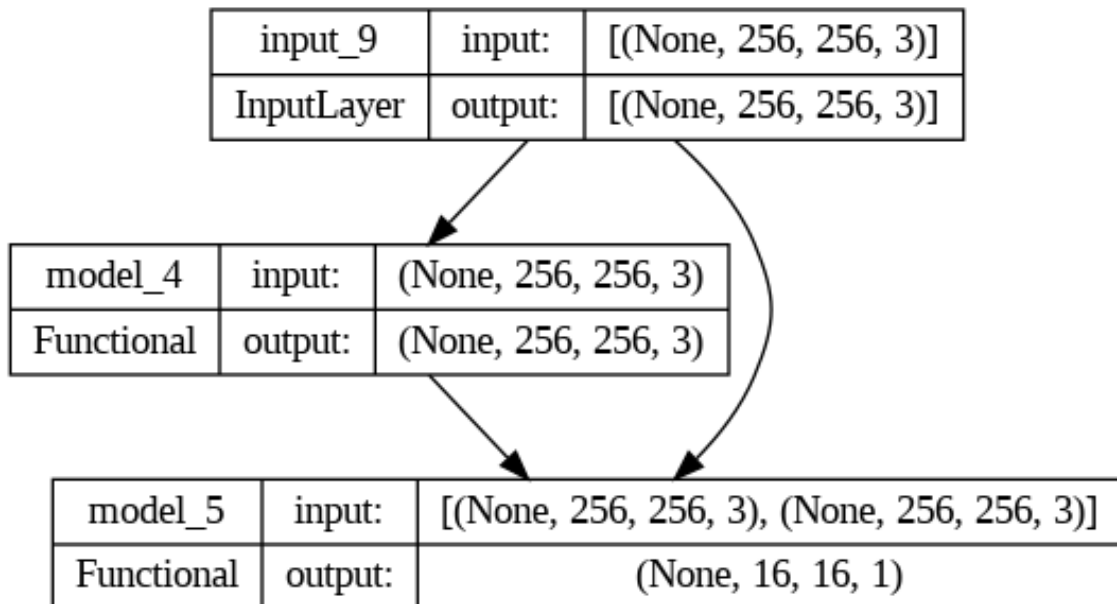 input_9 input: [(None, 256, 256, 3)]
InputLayer output: [(None, 256, 256, 3)]
model_4 input: (None, 256, 256, 3)
Functional output: (None, 256, 256, 3)
model_5 input: [(None, 256, 256, 3), (None, 256, 256, 3)]
Functional output: (None, 16, 16, 1)